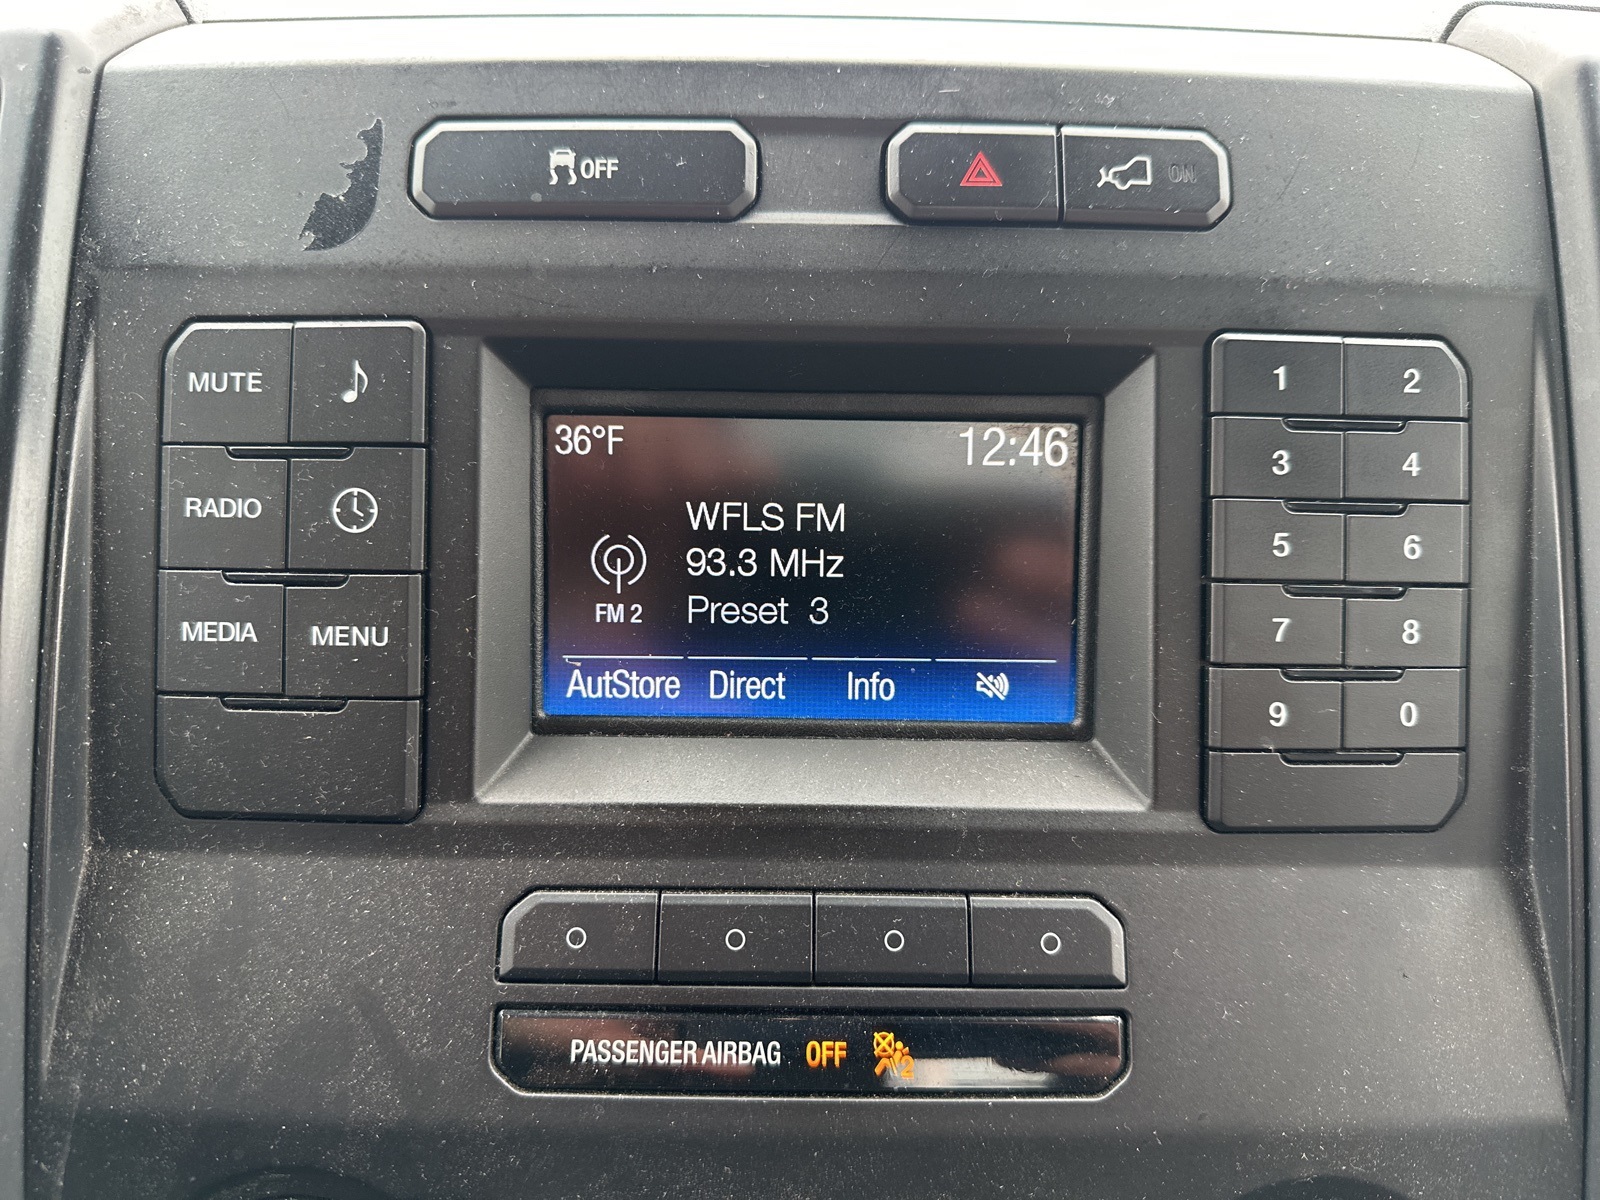 OFF
ON
MUTE
RADIO
MEDIA MENU
36°F 12:46
WFLS FM
93.3 MHz
FM 2 Preset 3
AutStore Direct Info
1 2
3 4
5 6
7 8
9 0
PASSENGER AIRBAG OFF 2